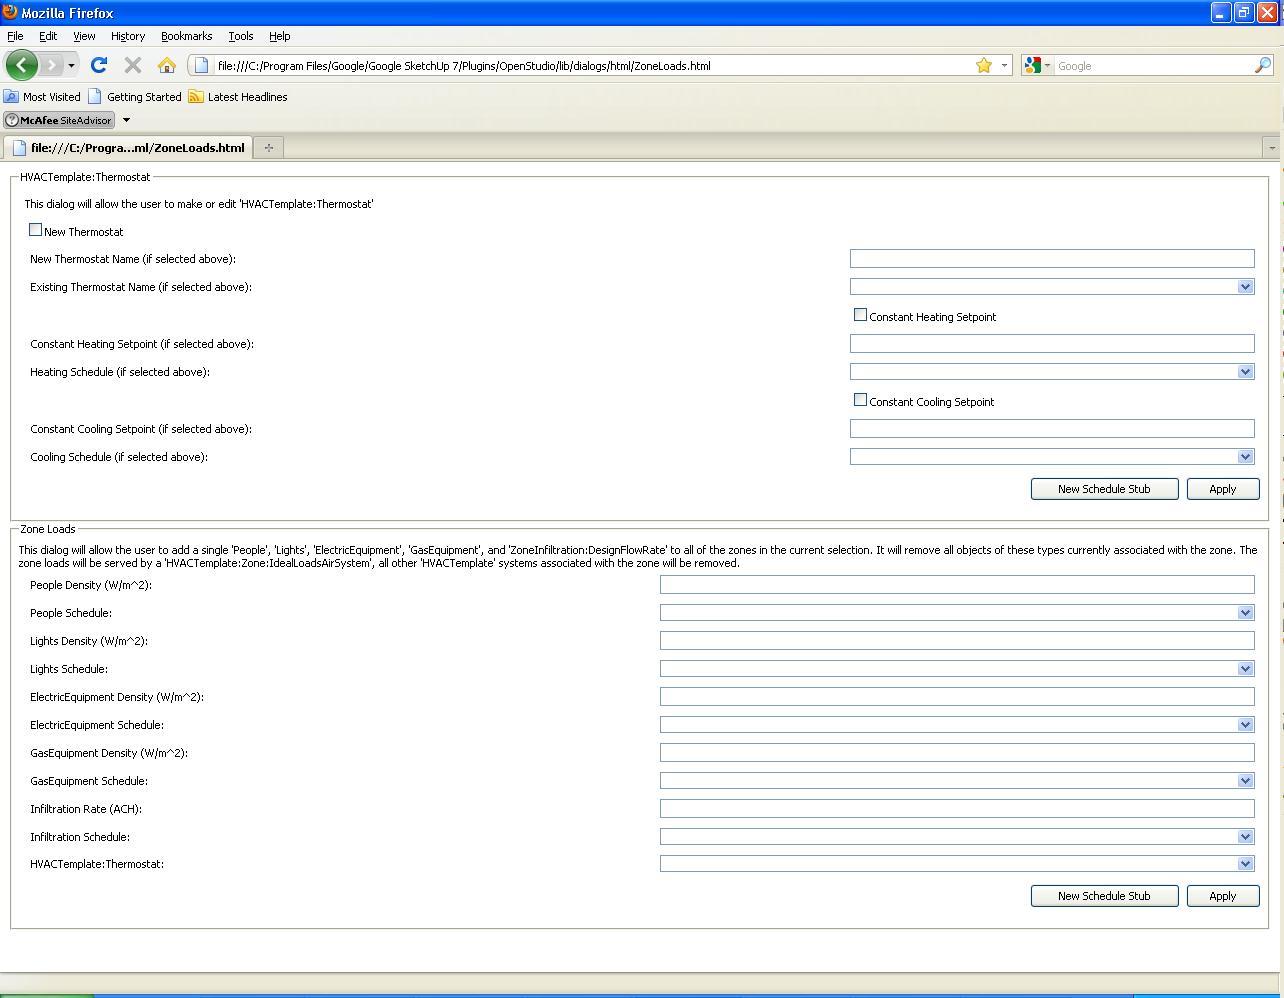 Mozilla Firefox
File Edit View History Bookmarks Tools Help
file:///C:/Program Files/Google/Google SketchUp 7/Plugins/OpenStudio/lib/dialogs/html/ZoneLoads.html
Google
Most Visited Getting Started Latest Headlines
McAfee SiteAdvisor
file:///C:/Progra...ml/ZoneLoads.html
HVACTemplate:Thermostat
This dialog will allow the user to make or edit 'HVACTemplate:Thermostat'
New Thermostat
New Thermostat Name (if selected above):
Existing Thermostat Name (if selected above):
Constant Heating Setpoint
Constant Heating Setpoint (if selected above):
Heating Schedule (if selected above):
Constant Cooling Setpoint
Constant Cooling Setpoint (if selected above):
Cooling Schedule (if selected above):
New Schedule Stub Apply
Zone Loads
This dialog will allow the user to add a single 'People', 'Lights', 'ElectricEquipment', 'GasEquipment', and 'ZoneInfiltration:DesignFlowRate' to all of the zones in the current selection. It will remove all objects of these types currently associated with the zone. The
zone loads will be served by a 'HVACTemplate:Zone:IdealLoadsAirSystem', all other 'HVACTemplate' systems associated with the zone will be removed.
People Density (W/m^2):
People Schedule:
Lights Density (W/m^2):
Lights Schedule:
ElectricEquipment Density (W/m^2):
ElectricEquipment Schedule:
GasEquipment Density (W/m^2):
GasEquipment Schedule:
Infiltration Rate (ACH):
Infiltration Schedule:
HVACTemplate:Thermostat:
New Schedule Stub Apply